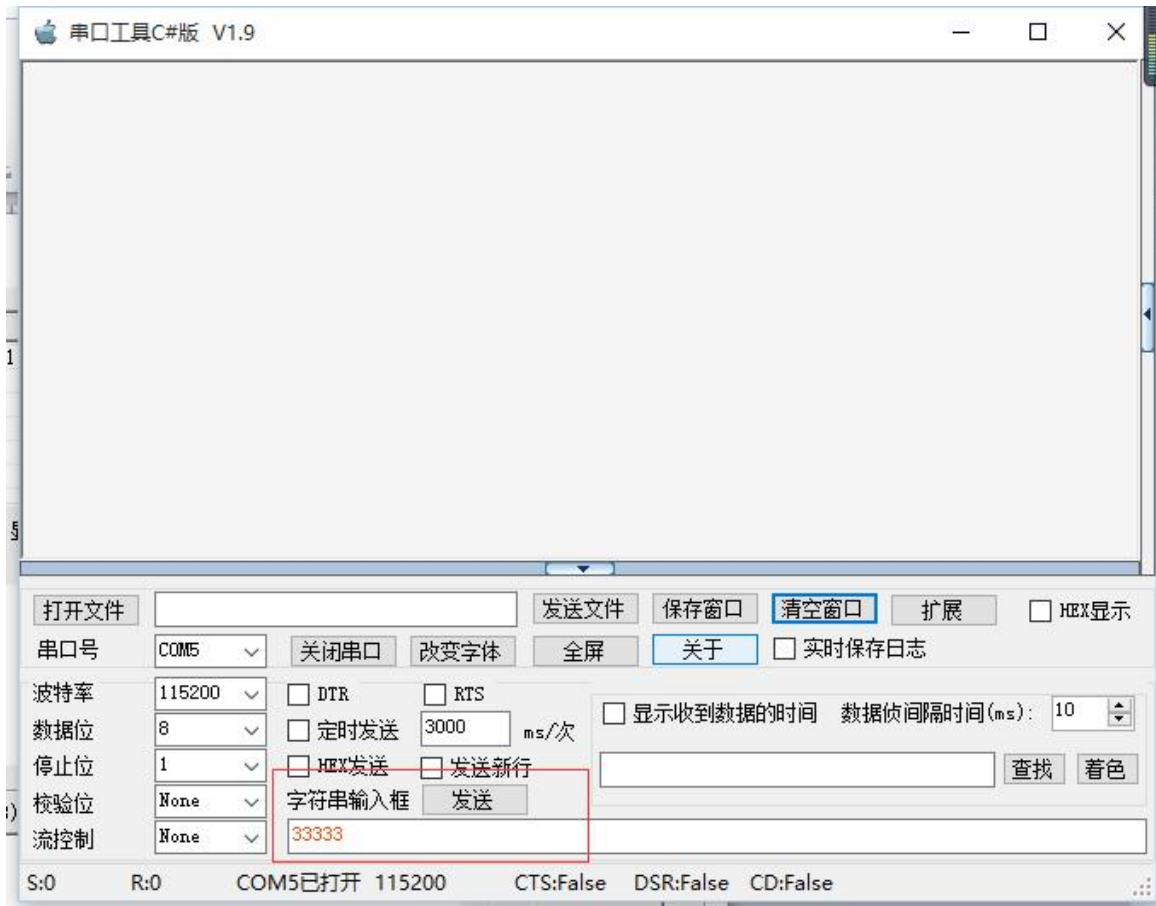 串口工具C#版 V1.9
打开文件 发送文件 保存窗口 清空窗口 扩展 HEX显示
串口号 COM5 关闭串口 改变字体 全屏 关于 实时保存日志
波特率 115200 DTR RTS
显示收到数据的时间 数据侦间隔时间(ms): 10
数据位 8 定时发送 3000 ms/次
停止位 1 HEX发送 发送新行 查找 着色
校验位 None 字符串输入框 发送
流控制 None 33333
S:0 R:0 COM5已打开 115200 CTS:False DSR:False CD:False